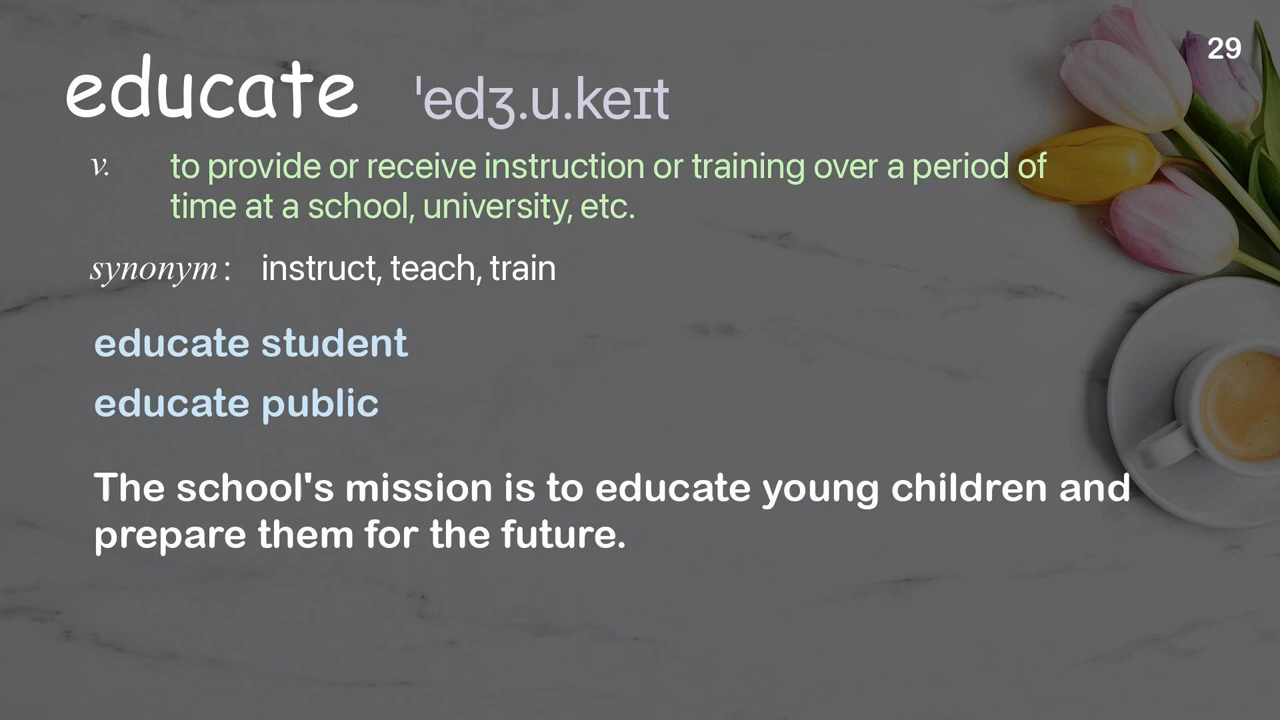 29
educate ˈedʒ.u.keɪt
v. to provide or receive instruction or training over a period of
time at a school, university, etc.
synonym: instruct, teach, train
educate student
educate public
The school's mission is to educate young children and
prepare them for the future.